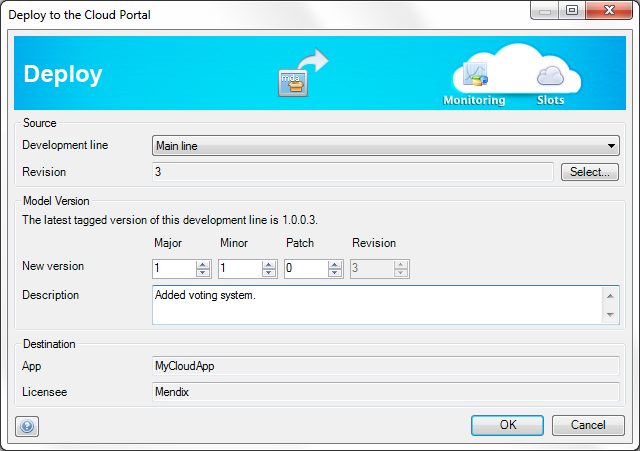 Deploy to the Cloud Portal
Deploy
mda
Monitoring Slots
Source
Development line Main line
Revision 3 Select...
Model Version
The latest tagged version of this development line is 1.0.0.3.
Major Minor Patch Revision
New version 1 1 0 3
Description Added voting system.
Destination
App MyCloudApp
Licensee Mendix
? OK Cancel